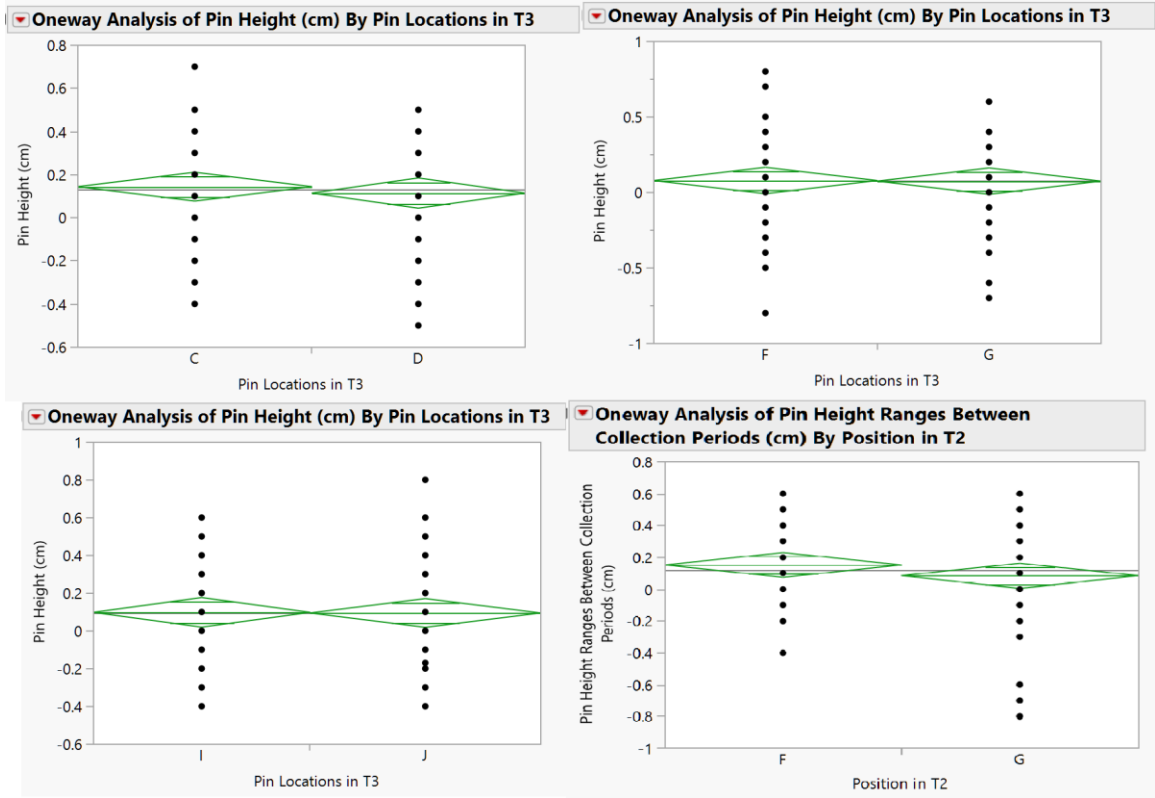 Oneway Analysis of Pin Height (cm) By Pin Locations in T3
0.8
0.6
0.4
0.2
0
-0.2
-0.4
-0.6
Pin Height (cm)
C D
Pin Locations in T3
Oneway Analysis of Pin Height (cm) By Pin Locations in T3
1
0.5
0
-0.5
-1
Pin Height (cm)
F G
Pin Locations in T3
Oneway Analysis of Pin Height (cm) By Pin Locations in T3
1
0.8
0.6
0.4
0.2
0
-0.2
-0.4
-0.6
Pin Height (cm)
I J
Pin Locations in T3
Oneway Analysis of Pin Height Ranges Between
Collection Periods (cm) By Position in T2
0.8
0.6
0.4
0.2
0
-0.2
-0.4
-0.6
-0.8
-1
Pin Height Ranges Between Collection
Periods (cm)
F G
Position in T2